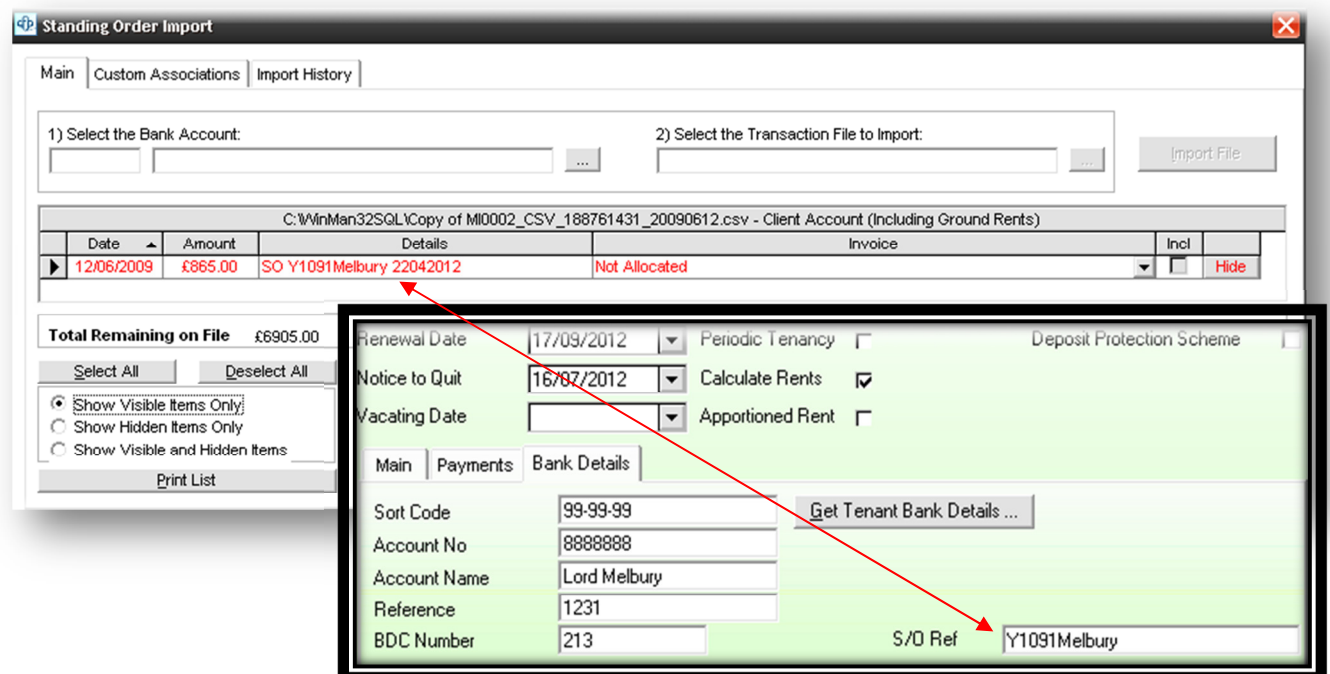 Standing Order Import
Main Custom Associations Import History
1) Select the Bank Account: 2) Select the Transaction File to Import:
... ... Import File
C:\WinMan32SQL\Copy of MI0002_CSV_188761431_20090612.csv - Client Account (Including Ground Rents)
Date Amount Details Invoice Incl
12/06/2009 £865.00 SO Y1091Melbury 22042012 Not Allocated Hide
Total Remaining on File £6905.00
Select All Deselect All
Show Visible Items Only
Show Hidden Items Only
Show Visible and Hidden Items
Print List
Renewal Date 17/09/2012 Periodic Tenancy Deposit Protection Scheme
Notice to Quit 16/07/2012 Calculate Rents
Vacating Date Apportioned Rent
Main Payments Bank Details
Sort Code 99-99-99 Get Tenant Bank Details ...
Account No 8888888
Account Name Lord Melbury
Reference 1231
BDC Number 213 S/O Ref Y1091Melbury